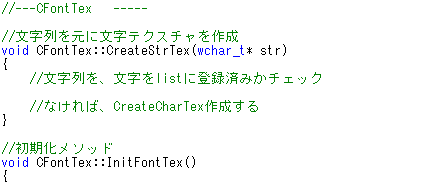 //---CFontTex　-----
//文字列を元に文字テクスチャを作成
void CFontTex::CreateStrTex(wchar_t* str)
{
//文字列を、文字をlistに登録済みかチェック
//なければ、CreateCharTex作成する
}
//初期化メソッド
void CFontTex::InitFontTex()
{